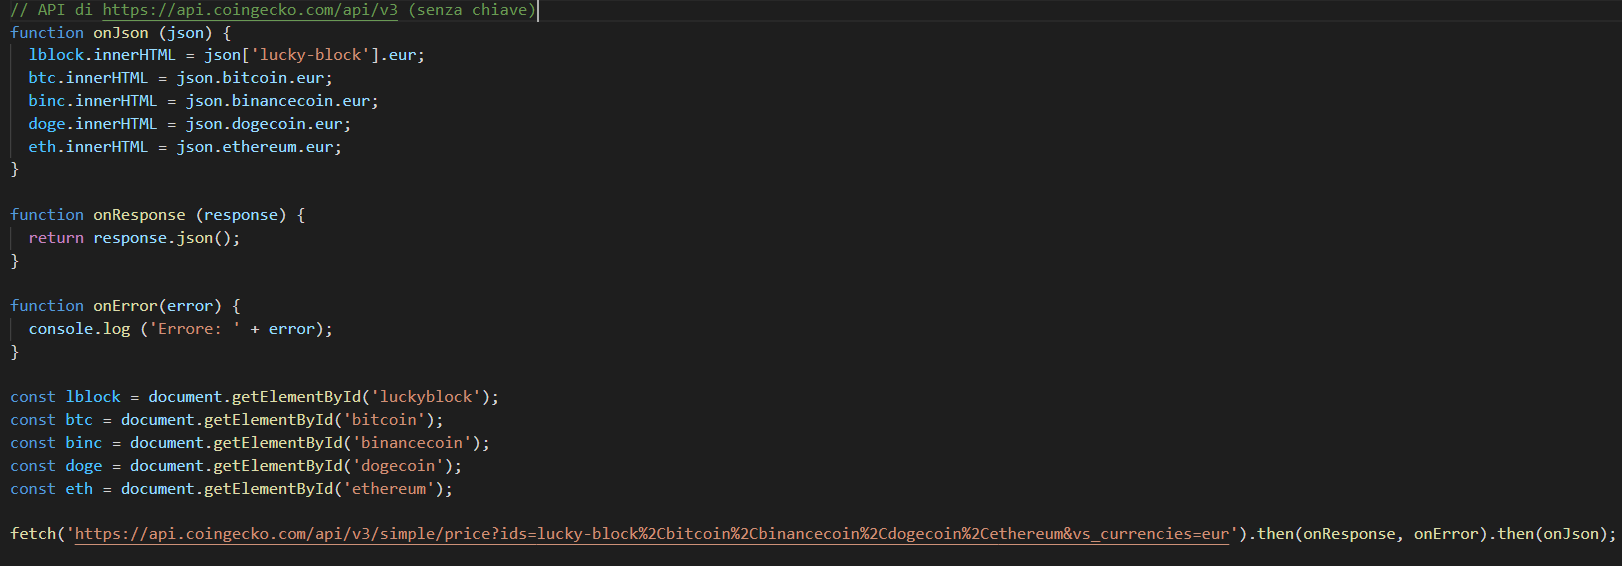 // API di https://api.coingecko.com/api/v3 (senza chiave)
function onJson (json) {
  lblock.innerHTML = json['lucky-block'].eur;
  btc.innerHTML = json.bitcoin.eur;
  binc.innerHTML = json.binancecoin.eur;
  doge.innerHTML = json.dogecoin.eur;
  eth.innerHTML = json.ethereum.eur;
}

function onResponse (response) {
  return response.json();
}

function onError(error) {
  console.log ('Errore: ' + error);
}

const lblock = document.getElementById('luckyblock');
const btc = document.getElementById('bitcoin');
const binc = document.getElementById('binancecoin');
const doge = document.getElementById('dogecoin');
const eth = document.getElementById('ethereum');

fetch('https://api.coingecko.com/api/v3/simple/price?ids=lucky-block%2Cbitcoin%2Cbinancecoin%2Cdogecoin%2Cethereum&vs_currencies=eur').then(onResponse, onError).then(onJson);